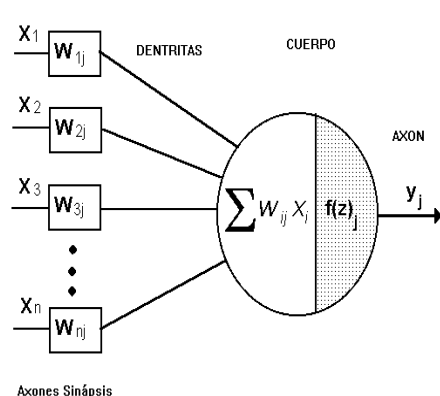 X1
W1j
DENTRITAS
CUERPO
X2
W2j
AXON
X3
W3j
∑ Wij Xi
f(z)j
yj
Xn
Wnj
Axones Sinápsis